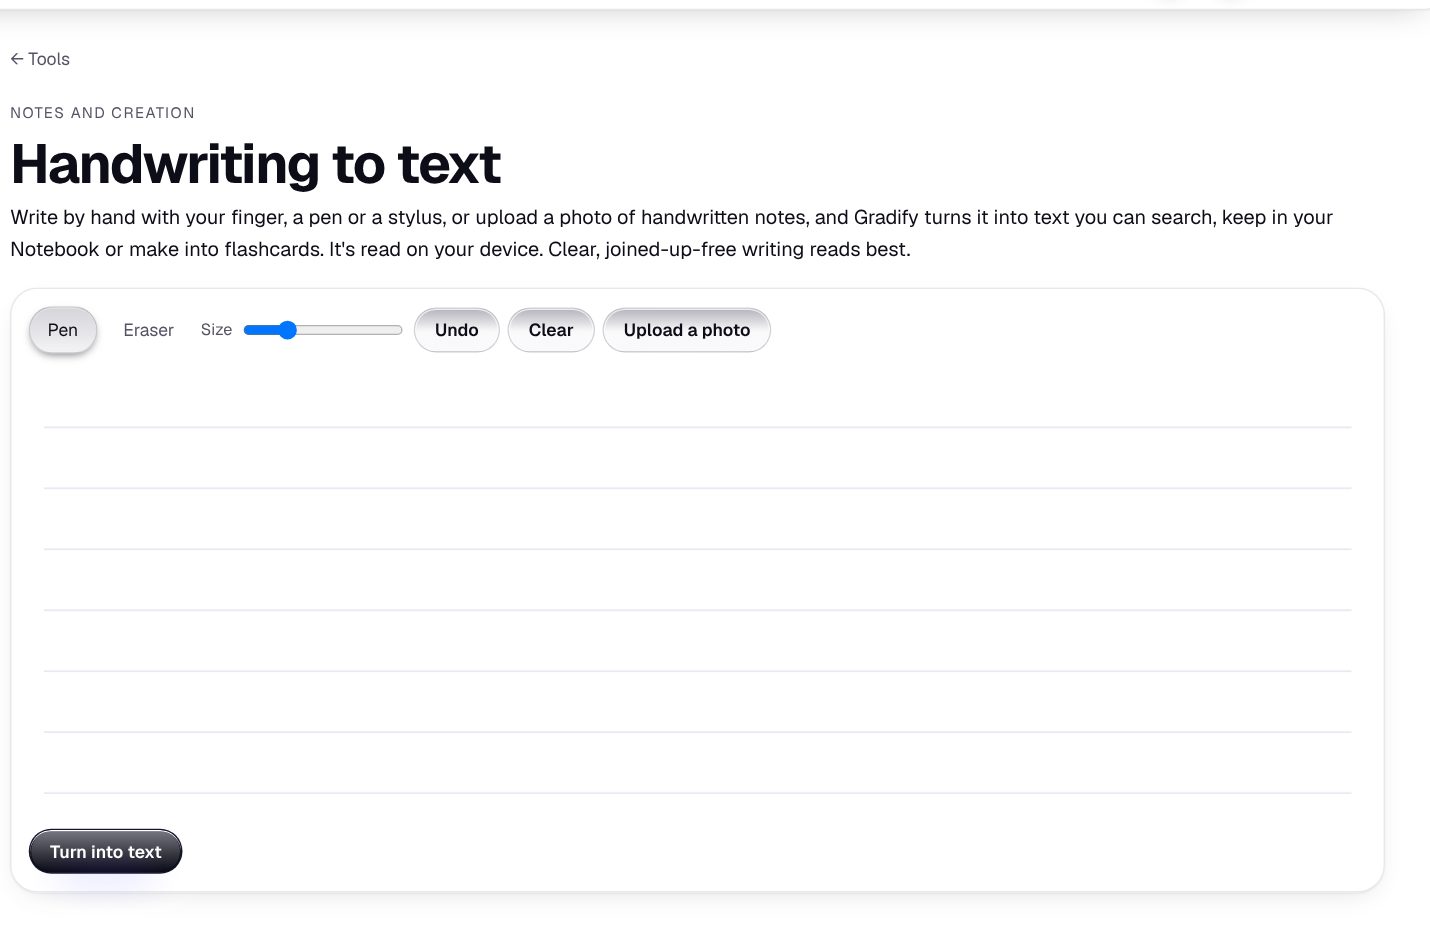 ← Tools
NOTES AND CREATION
Handwriting to text
Write by hand with your finger, a pen or a stylus, or upload a photo of handwritten notes, and Gradify turns it into text you can search, keep in your
Notebook or make into flashcards. It's read on your device. Clear, joined-up-free writing reads best.
Pen Eraser Size Undo Clear Upload a photo
Turn into text